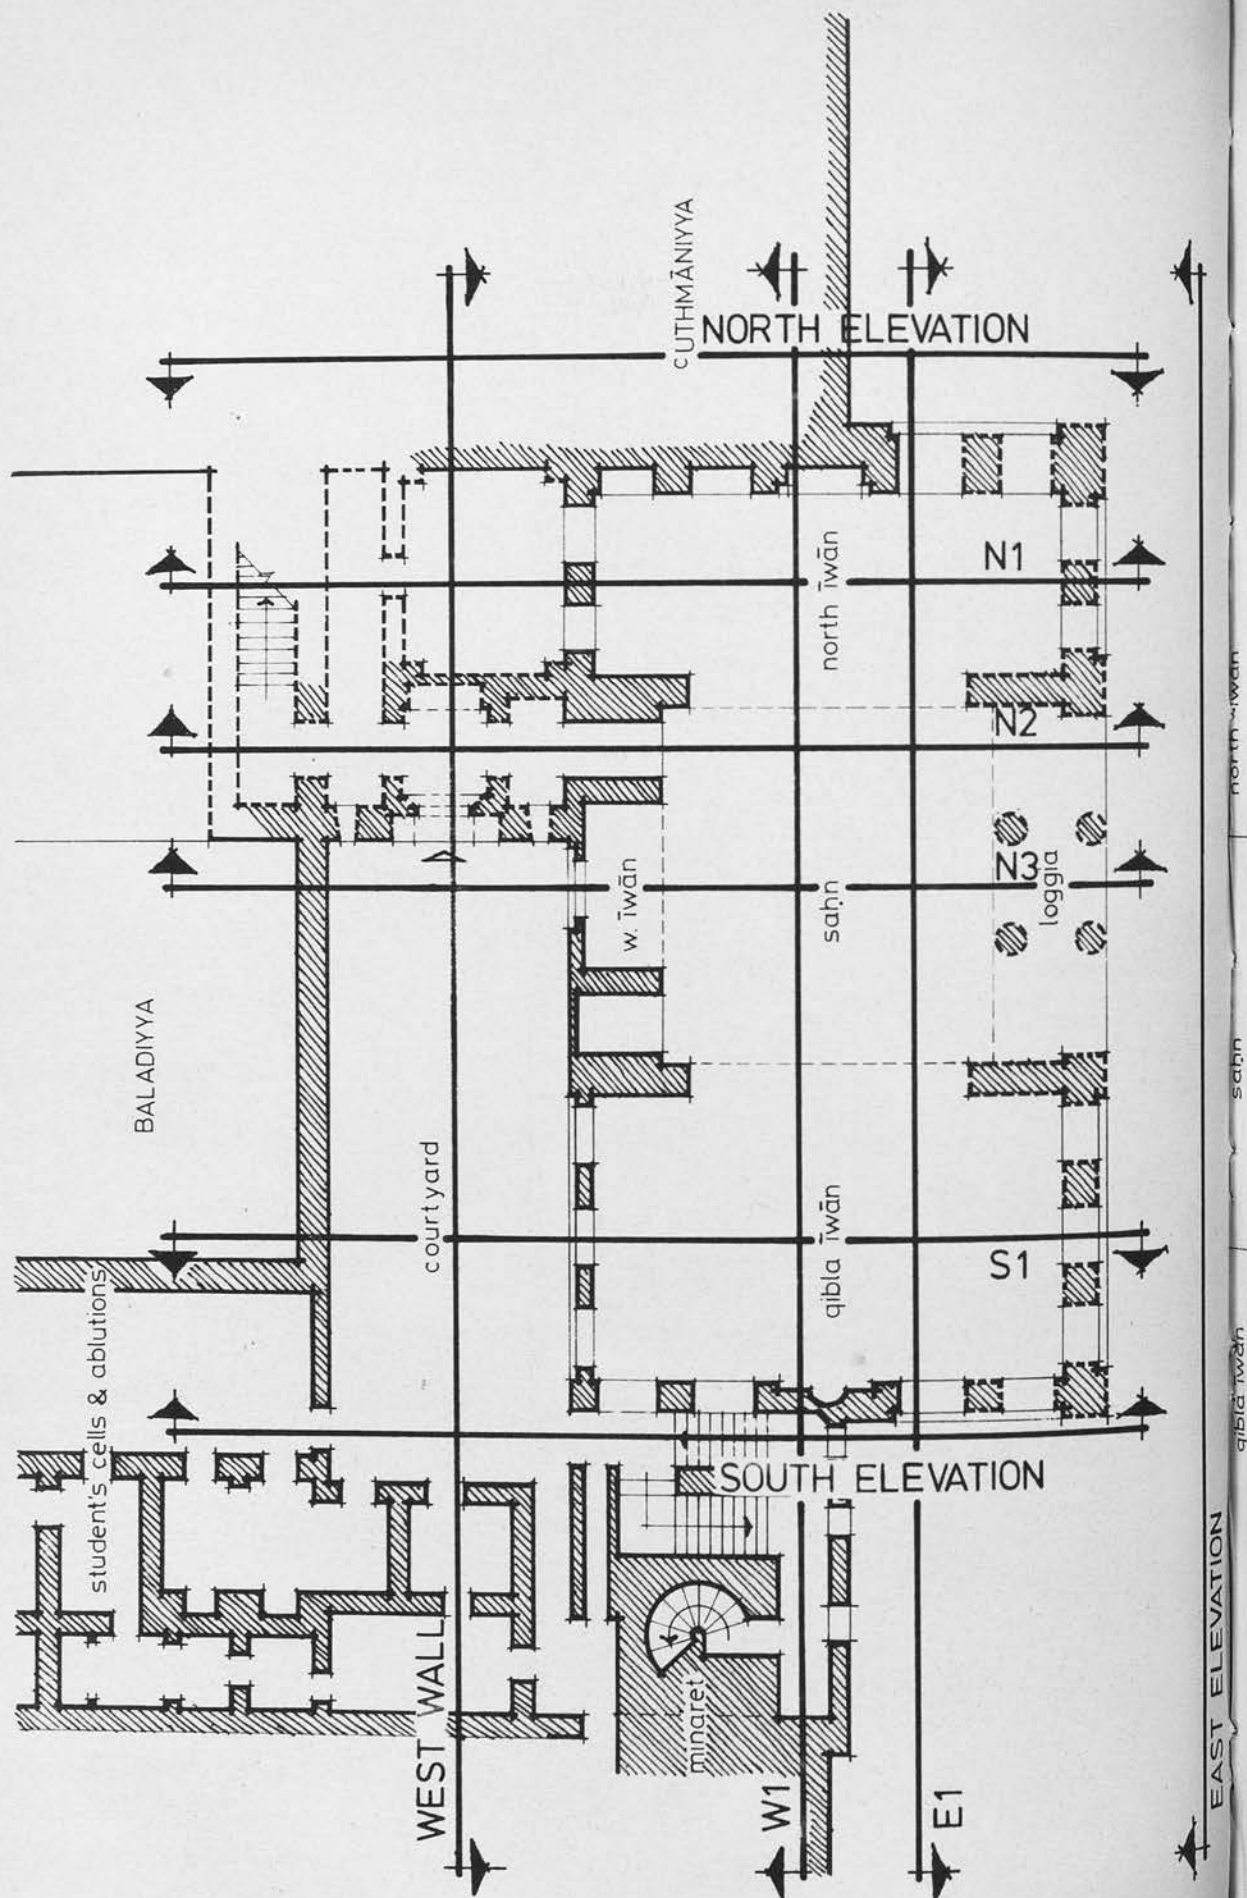 ᶜUTHMĀNIYYA
NORTH ELEVATION
N1
north īwān
N2
N3
loggia
w. īwān
saḥn
BALADIYYA
courtyard
qibla īwān
S1
student's cells & ablutions
SOUTH ELEVATION
minaret
WEST WALL
W1
E1
EAST ELEVATION
north īwān
saḥn
qibla īwān